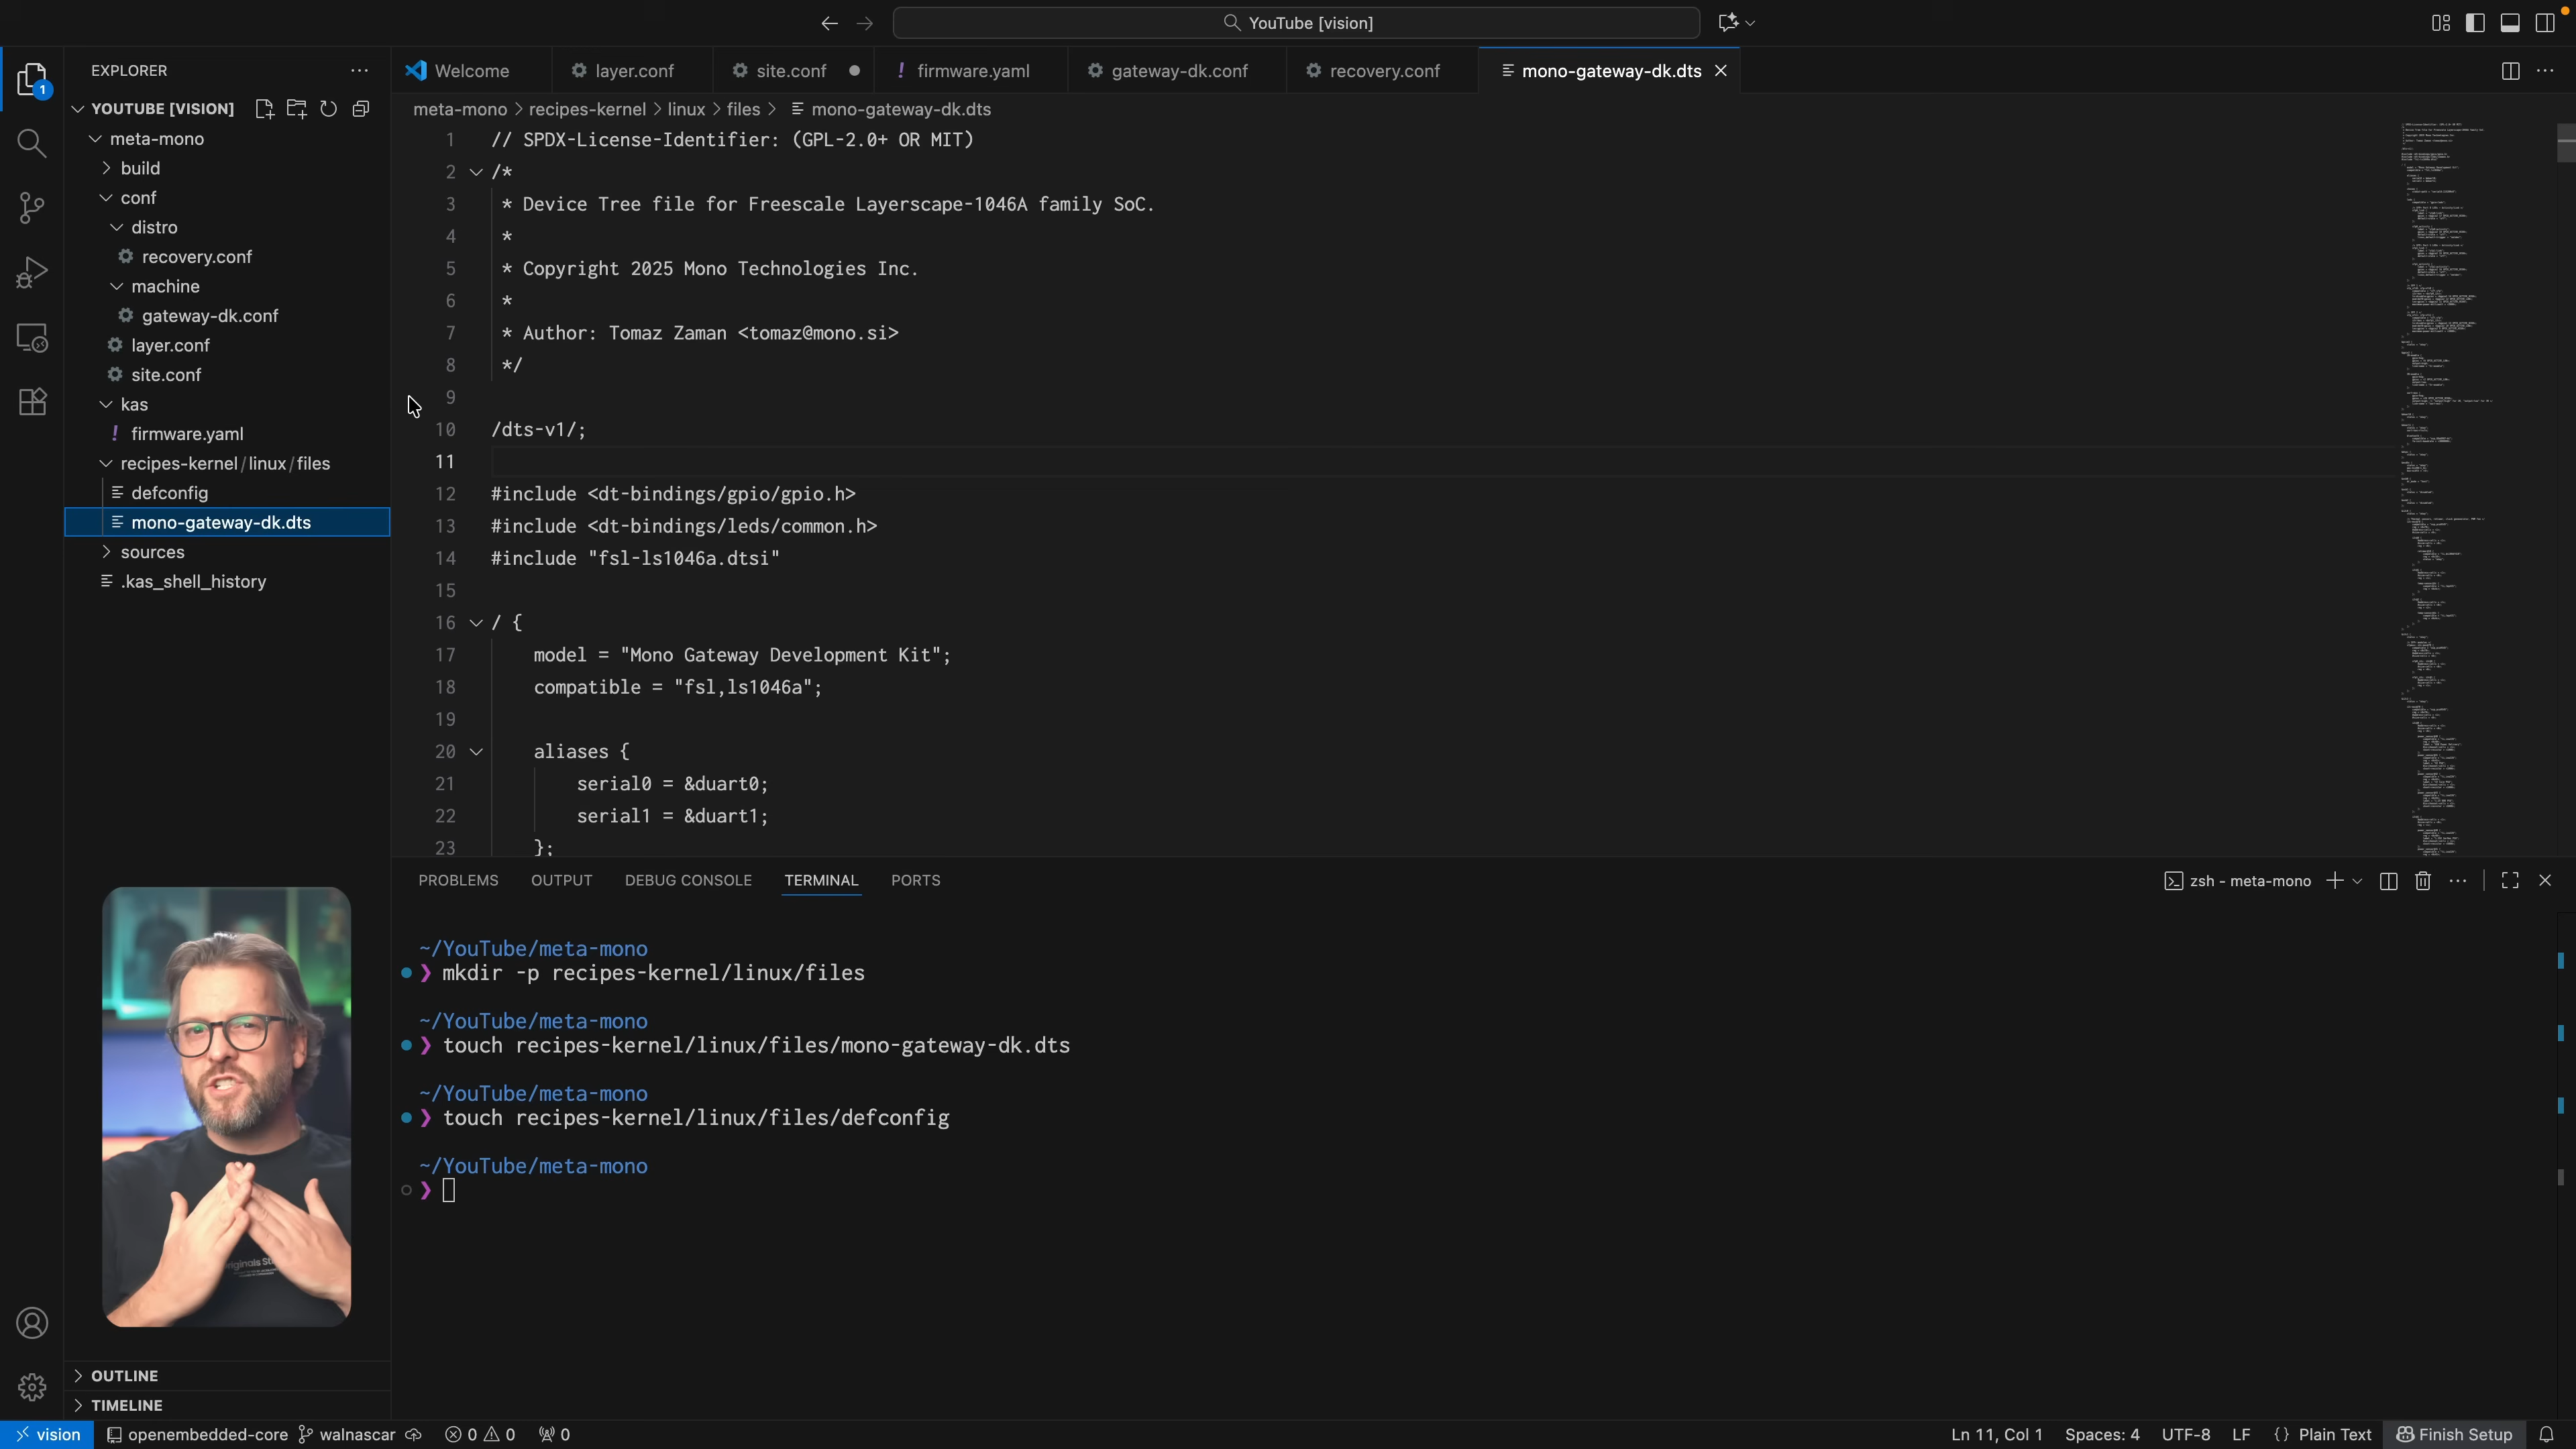 YouTube [vision]
EXPLORER
YOUTUBE [VISION]
meta-mono
build
conf
distro
recovery.conf
machine
gateway-dk.conf
layer.conf
site.conf
kas
! firmware.yaml
recipes-kernel/linux/files
defconfig
mono-gateway-dk.dts
sources
.kas_shell_history
OUTLINE
TIMELINE
Welcome
layer.conf
site.conf
! firmware.yaml
gateway-dk.conf
recovery.conf
mono-gateway-dk.dts
meta-mono > recipes-kernel > linux > files > mono-gateway-dk.dts
1 // SPDX-License-Identifier: (GPL-2.0+ OR MIT)
2 /*
3 * Device Tree file for Freescale Layerscape-1046A family SoC.
4 *
5 * Copyright 2025 Mono Technologies Inc.
6 *
7 * Author: Tomaz Zaman <tomaz@mono.si>
8 */
9
10 /dts-v1/;
11
12 #include <dt-bindings/gpio/gpio.h>
13 #include <dt-bindings/leds/common.h>
14 #include "fsl-ls1046a.dtsi"
15
16 / {
17 model = "Mono Gateway Development Kit";
18 compatible = "fsl,ls1046a";
19
20 aliases {
21 serial0 = &duart0;
22 serial1 = &duart1;
23 };
PROBLEMS OUTPUT DEBUG CONSOLE TERMINAL PORTS
zsh - meta-mono
~/YouTube/meta-mono
❯ mkdir -p recipes-kernel/linux/files
~/YouTube/meta-mono
❯ touch recipes-kernel/linux/files/mono-gateway-dk.dts
~/YouTube/meta-mono
❯ touch recipes-kernel/linux/files/defconfig
~/YouTube/meta-mono
❯
1
vision openembedded-core walnascar 0 0 0
Ln 11, Col 1 Spaces: 4 UTF-8 LF {} Plain Text Finish Setup